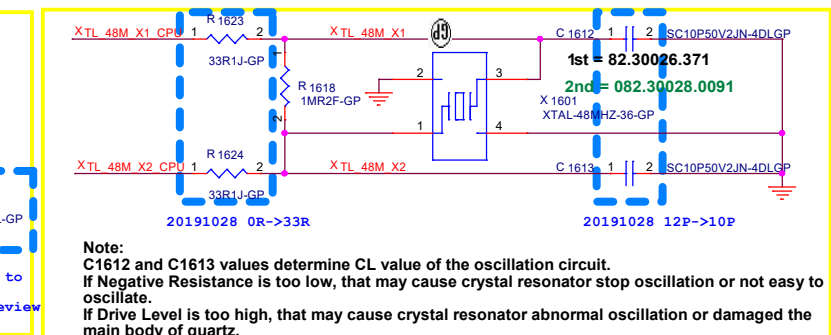 R1623
XTL_48M_X1_CPU 1 2 XTL_48M_X1 C1612 1 2 SC10P50V2JN-4DLGP
33R1J-GP
1st = 82.30026.371
2nd = 082.30028.0091
1 R1618 2 3
1MR2F-GP
X1601
XTAL-48MHZ-36-GP
2 1 4
R1624
XTL_48M_X2_CPU 1 2 XTL_48M_X2 C1613 1 2 SC10P50V2JN-4DLGP
33R1J-GP
-GP
20191028 0R->33R 20191028 12P->10P
Note:
C1612 and C1613 values determine CL value of the oscillation circuit.
If Negative Resistance is too low, that may cause crystal resonator stop oscillation or not easy to
oscillate.
If Drive Level is too high, that may cause crystal resonator abnormal oscillation or damaged the
main body of quartz.
to
eview